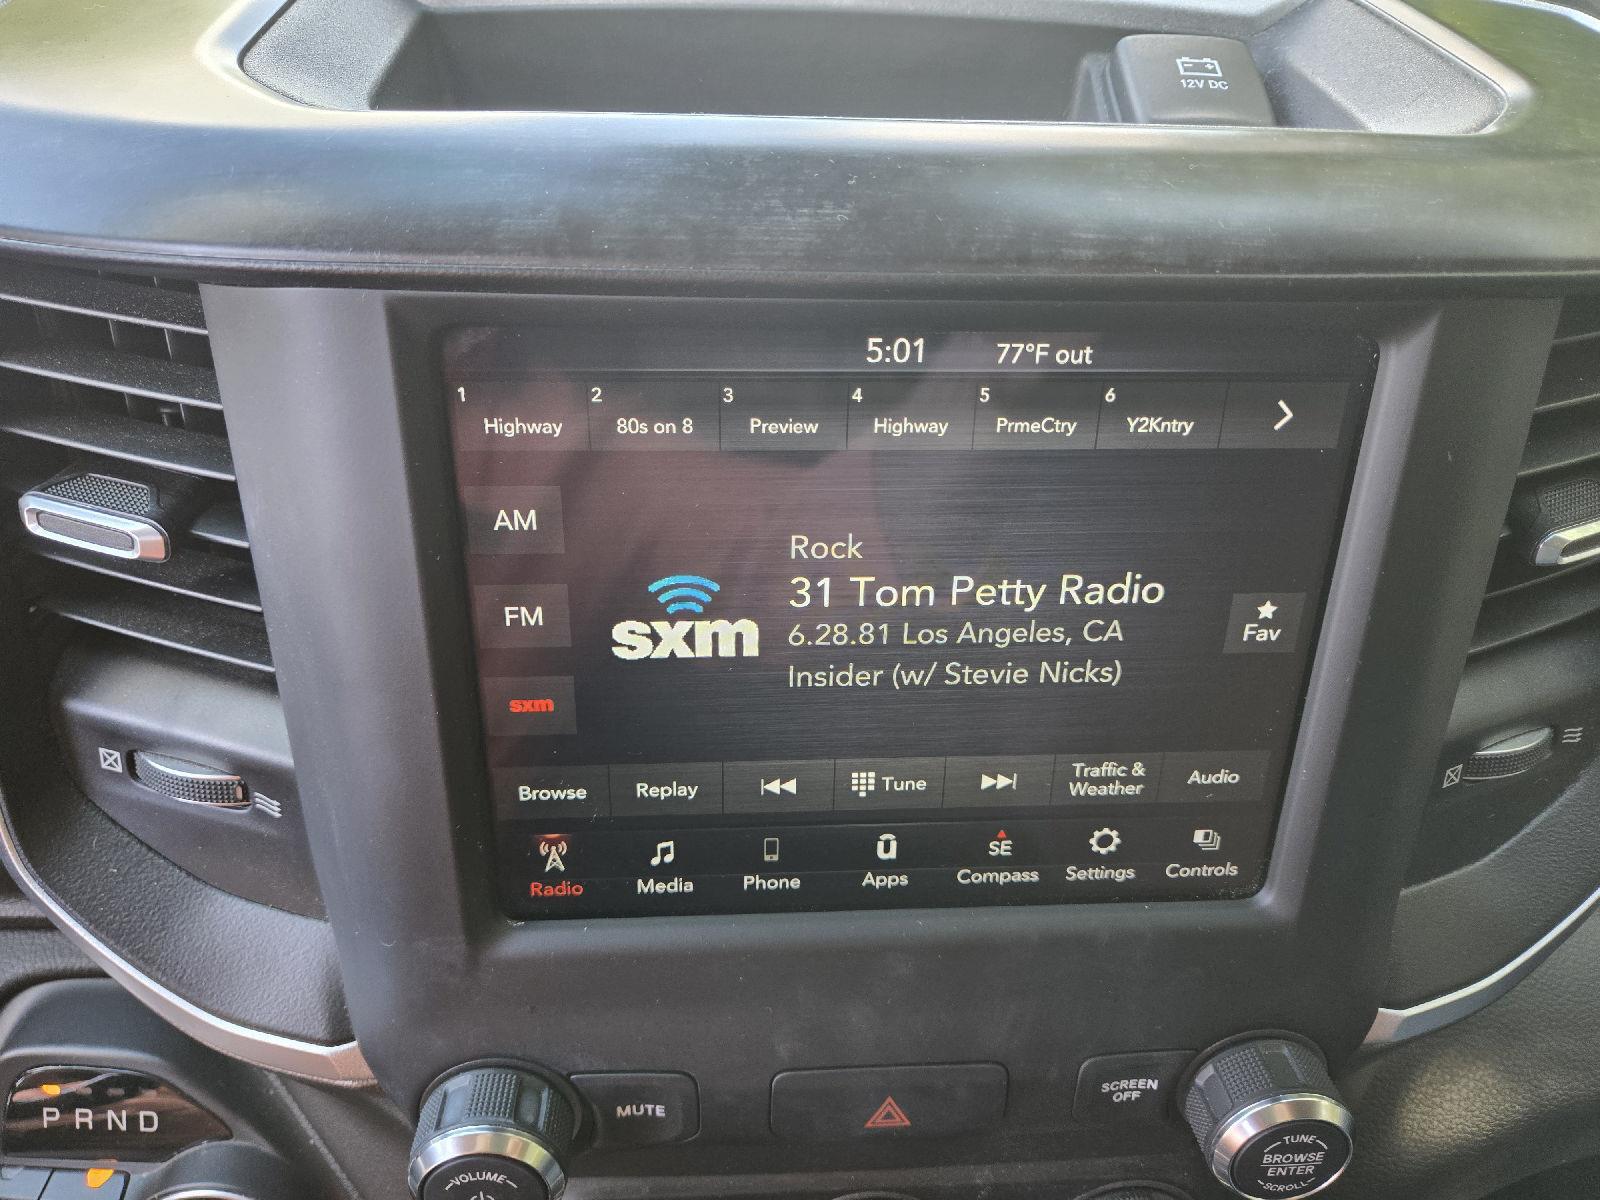 12V DC
5:01 77°F out
1 Highway
2 80s on 8
3 Preview
4 Highway
5 PrmeCtry
6 Y2Kntry
AM
FM
sxm
sxm
Rock
31 Tom Petty Radio
6.28.81 Los Angeles, CA
Insider (w/ Stevie Nicks)
Fav
Browse
Replay
Tune
Traffic &
Weather
Audio
Radio
Media
Phone
u
Apps
SE
Compass
Settings
Controls
P R N D
VOLUME
MUTE
SCREEN
OFF
TUNE
BROWSE
ENTER
SCROLL